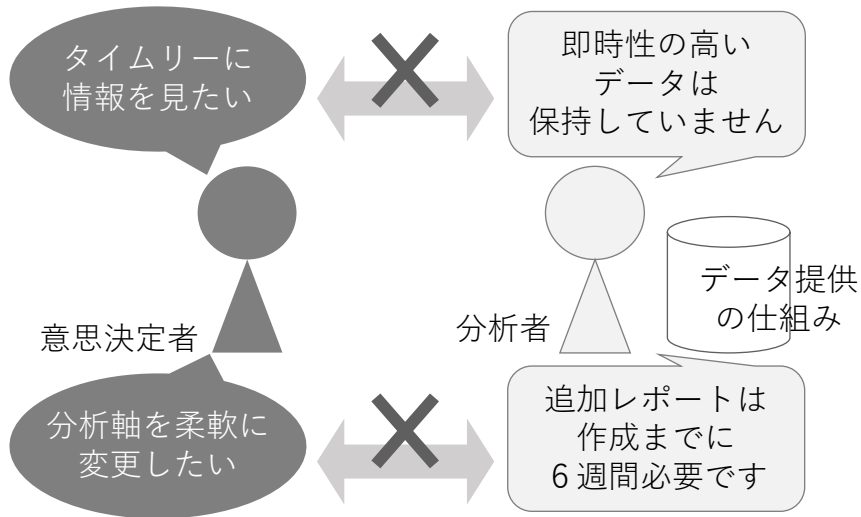 タイムリーに
情報を見たい
即時性の高い
データは
保持していません
意思決定者
分析者
データ提供
の仕組み
分析軸を柔軟に
変更したい
追加レポートは
作成までに
６週間必要です